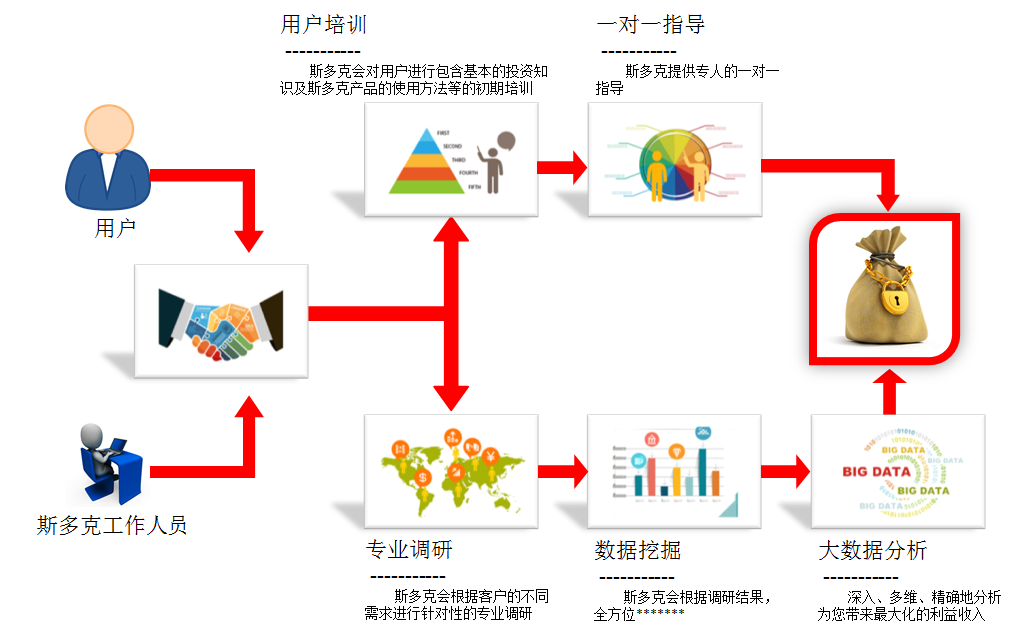 用户培训
-----------
斯多克会对用户进行包含基本的投资知
识及斯多克产品的使用方法等的初期培训
一对一指导
-----------
斯多克提供专人的一对一
指导
FIRST
SECOND
THIRD
FOURTH
FIFTH
用户
斯多克工作人员
专业调研
-----------
斯多克会根据客户的不同
需求进行针对性的专业调研
数据挖掘
-----------
斯多克会根据调研结果，
全方位*******
BIG DATA
BIG DATA
BIG DATA
BIG DATA
BIG DATA
大数据分析
-----------
深入、多维、精确地分析
为您带来最大化的利益收入